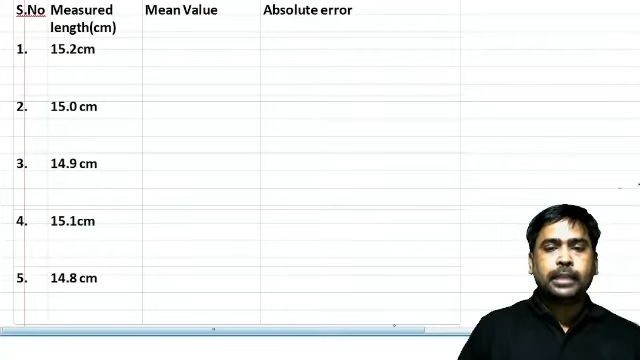 S.No Measured Mean Value Absolute error
length(cm)
1. 15.2cm
2. 15.0 cm
3. 14.9 cm
4. 15.1cm
5. 14.8 cm